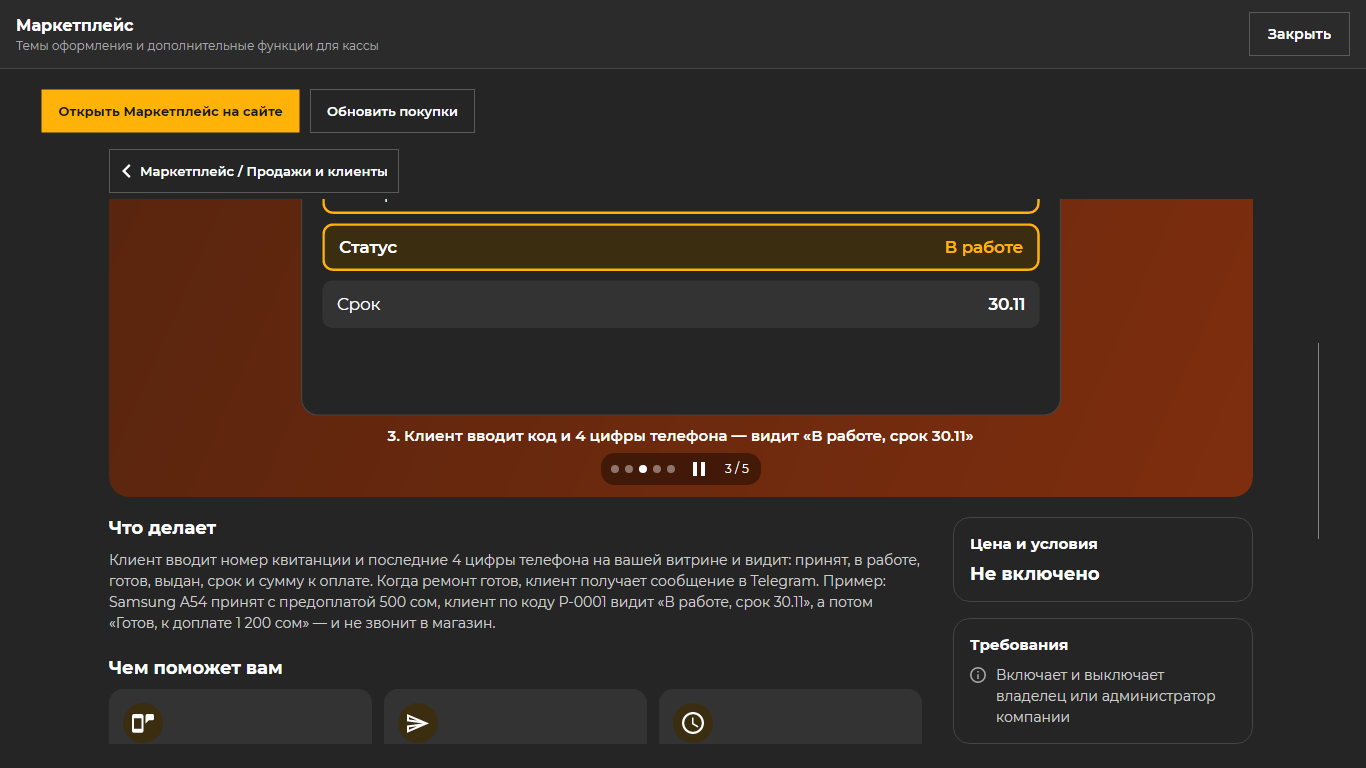 Маркетплейс
Темы оформления и дополнительные функции для кассы
Закрыть
Открыть Маркетплейс на сайте
Обновить покупки
Маркетплейс / Продажи и клиенты
Статус
В работе
Срок
30.11
3. Клиент вводит код и 4 цифры телефона — видит «В работе, срок 30.11»
3 / 5
Что делает
Клиент вводит номер квитанции и последние 4 цифры телефона на вашей витрине и видит: принят, в работе,
готов, выдан, срок и сумму к оплате. Когда ремонт готов, клиент получает сообщение в Telegram. Пример:
Samsung A54 принят с предоплатой 500 сом, клиент по коду P-0001 видит «В работе, срок 30.11», а потом
«Готов, к доплате 1 200 сом» — и не звонит в магазин.
Чем поможет вам
Цена и условия
Не включено
Требования
Включает и выключает
владелец или администратор
компании